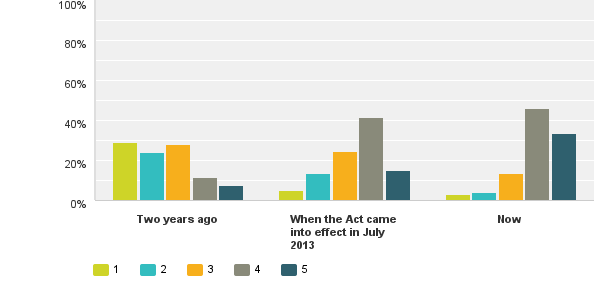 100%
80%
60%
40%
20%
0%
Two years ago
When the Act came
into effect in July
2013
Now
1 2 3 4 5